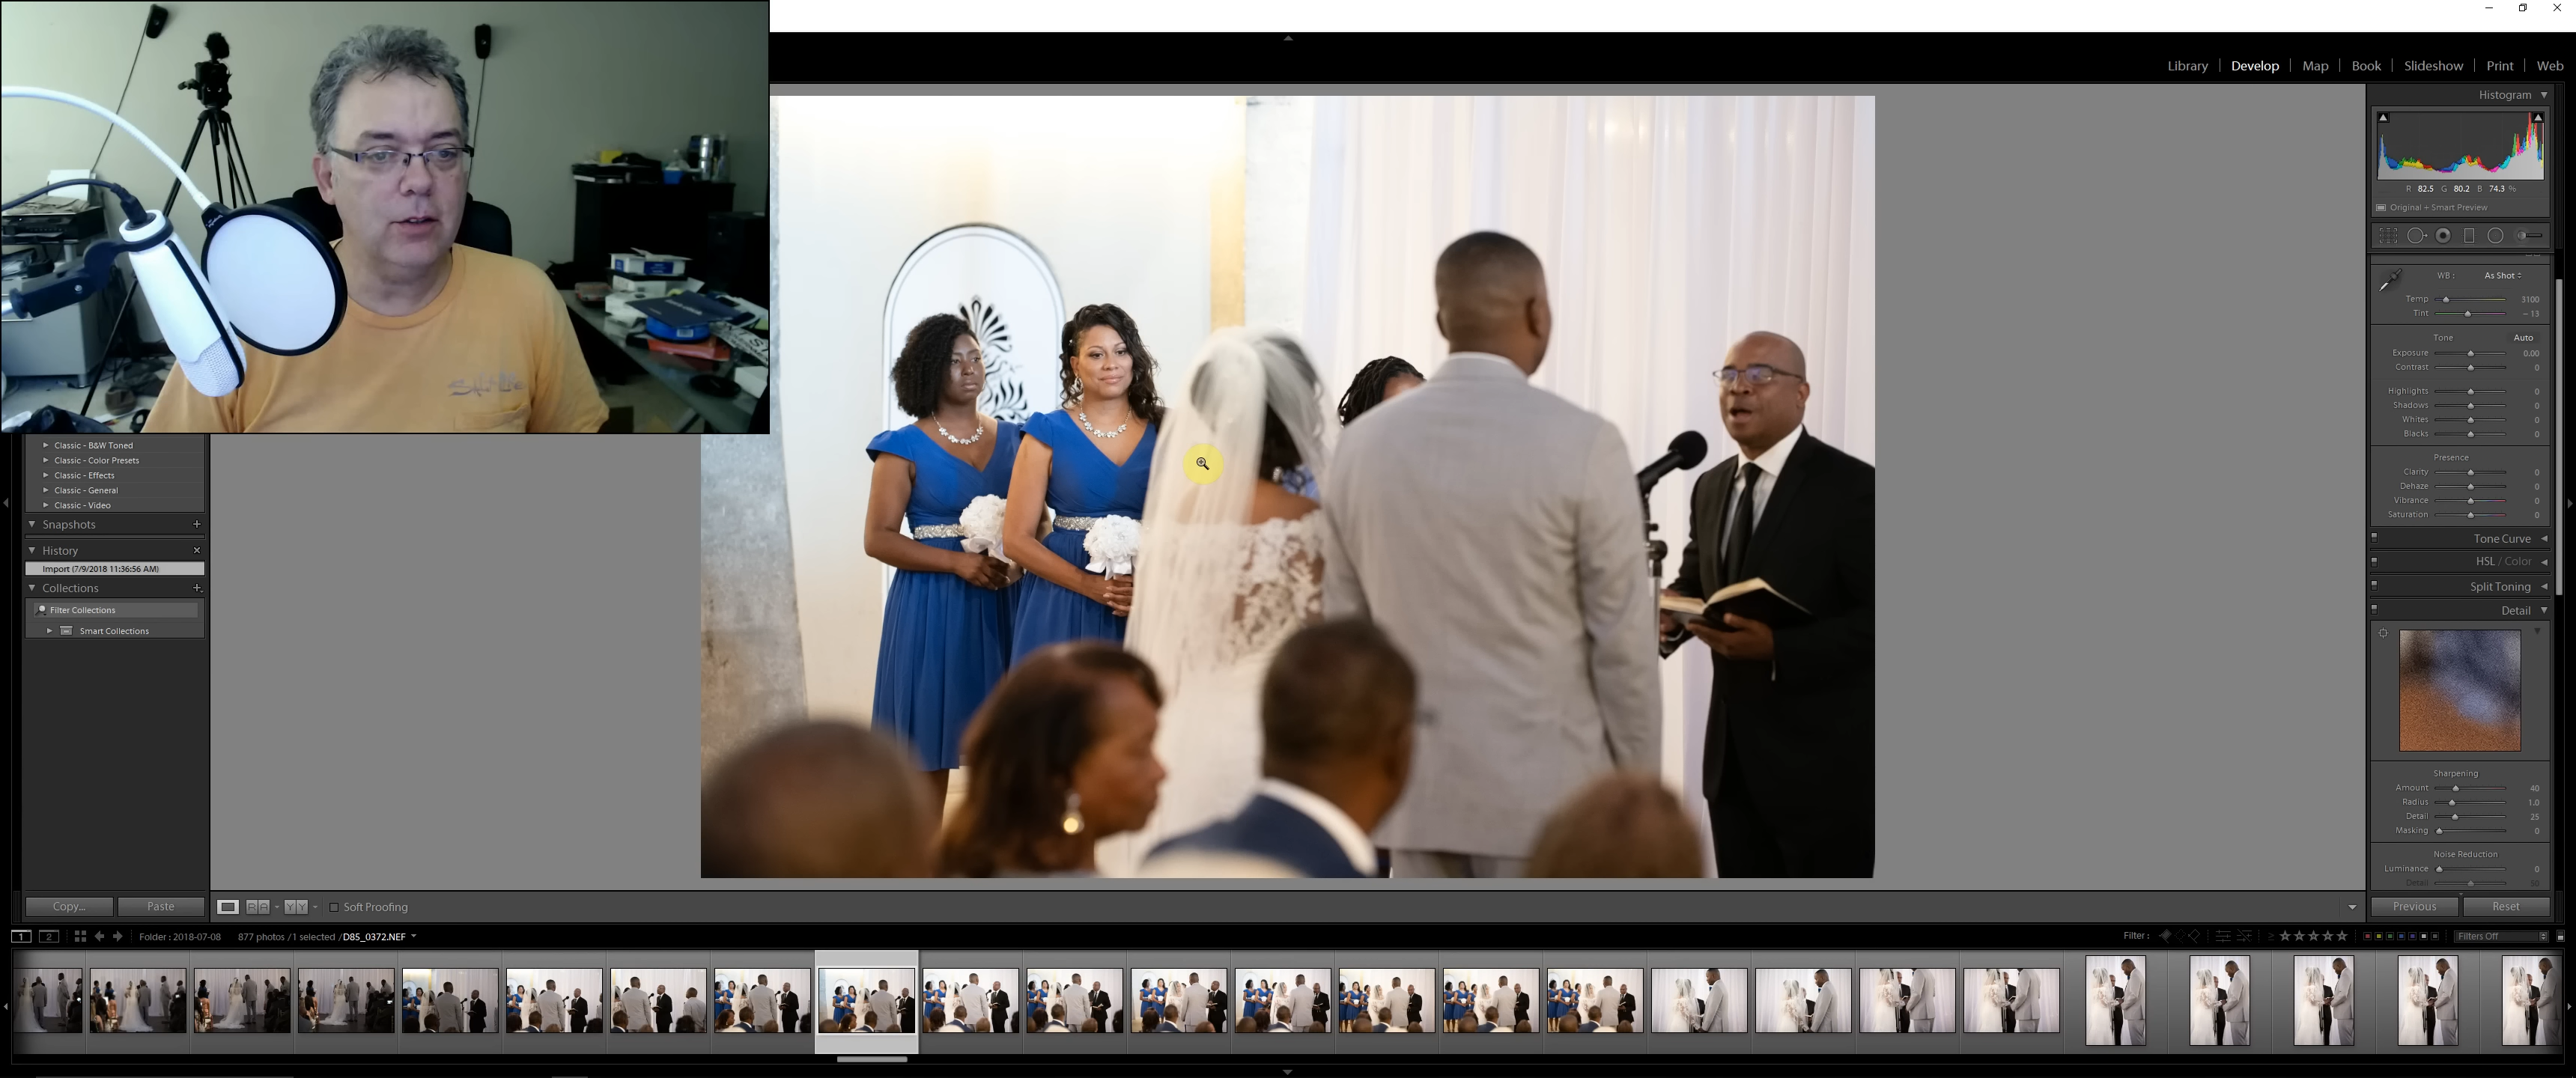 Library | Develop | Map | Book | Slideshow | Print | Web
Histogram
R 82.5 G 80.2 B 74.3 %
Original + Smart Preview
WB : As Shot
Temp 3100
Tint – 13
Tone Auto
Exposure 0.00
Contrast 0
Highlights 0
Shadows 0
Whites 0
Blacks 0
Presence
Clarity 0
Dehaze 0
Vibrance 0
Saturation 0
Tone Curve
HSL / Color
Split Toning
Detail
Sharpening
Amount 40
Radius 1.0
Detail 25
Masking 0
Noise Reduction
Luminance 0
Detail 50
Previous Reset
Classic - B&W Toned
Classic - Color Presets
Classic - Effects
Classic - General
Classic - Video
Snapshots
History
Import (7/9/2018 11:36:56 AM)
Collections
Filter Collections
Smart Collections
Copy... Paste
Soft Proofing
1 2 Folder : 2018-07-08 877 photos / 1 selected / D85_0372.NEF
Filter : Filters Off